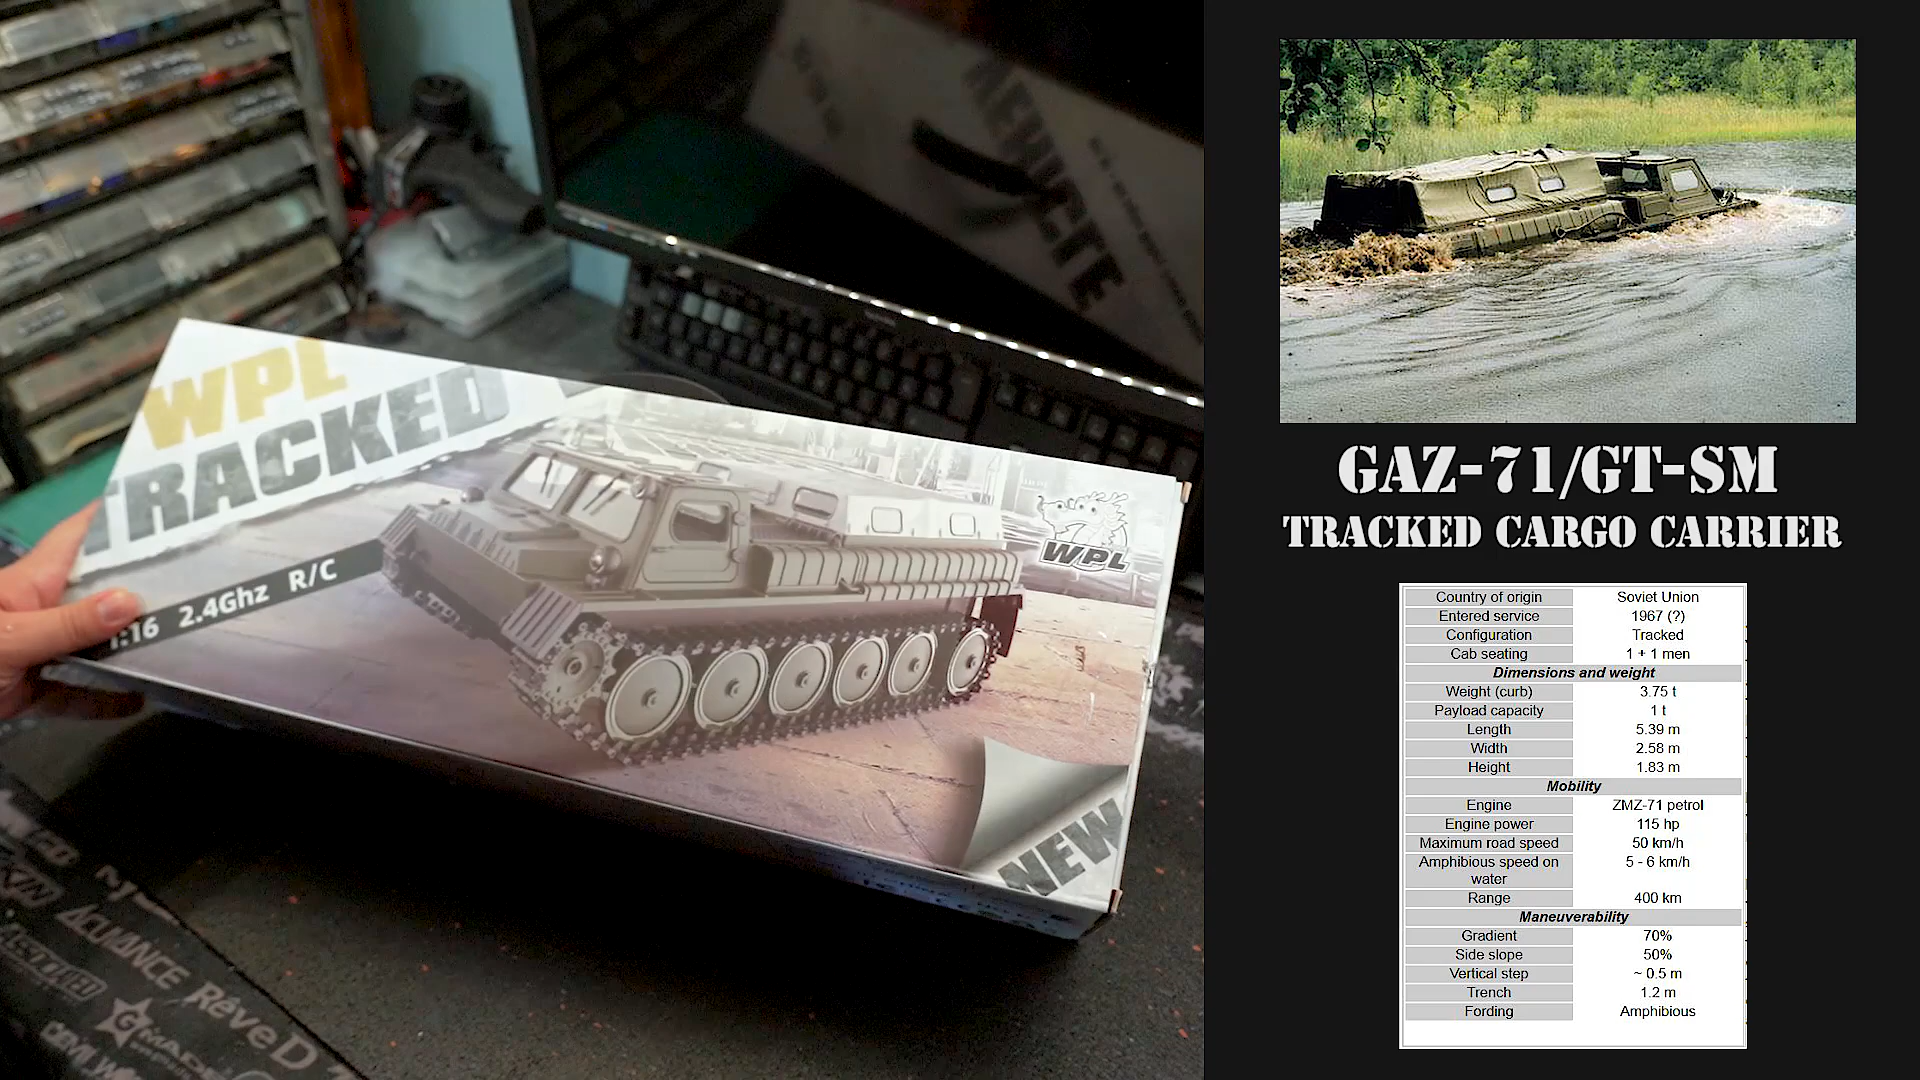 WPL
TRACKED
1:16 2.4Ghz R/C
WPL
NEW
VEHICLE
ALLIANCE
RêveD
GAZ-71/GT-SM
TRACKED CARGO CARRIER
Country of origin Soviet Union
Entered service 1967 (?)
Configuration Tracked
Cab seating 1 + 1 men
Dimensions and weight
Weight (curb) 3.75 t
Payload capacity 1 t
Length 5.39 m
Width 2.58 m
Height 1.83 m
Mobility
Engine ZMZ-71 petrol
Engine power 115 hp
Maximum road speed 50 km/h
Amphibious speed on water 5 - 6 km/h
Range 400 km
Maneuverability
Gradient 70%
Side slope 50%
Vertical step ~ 0.5 m
Trench 1.2 m
Fording Amphibious